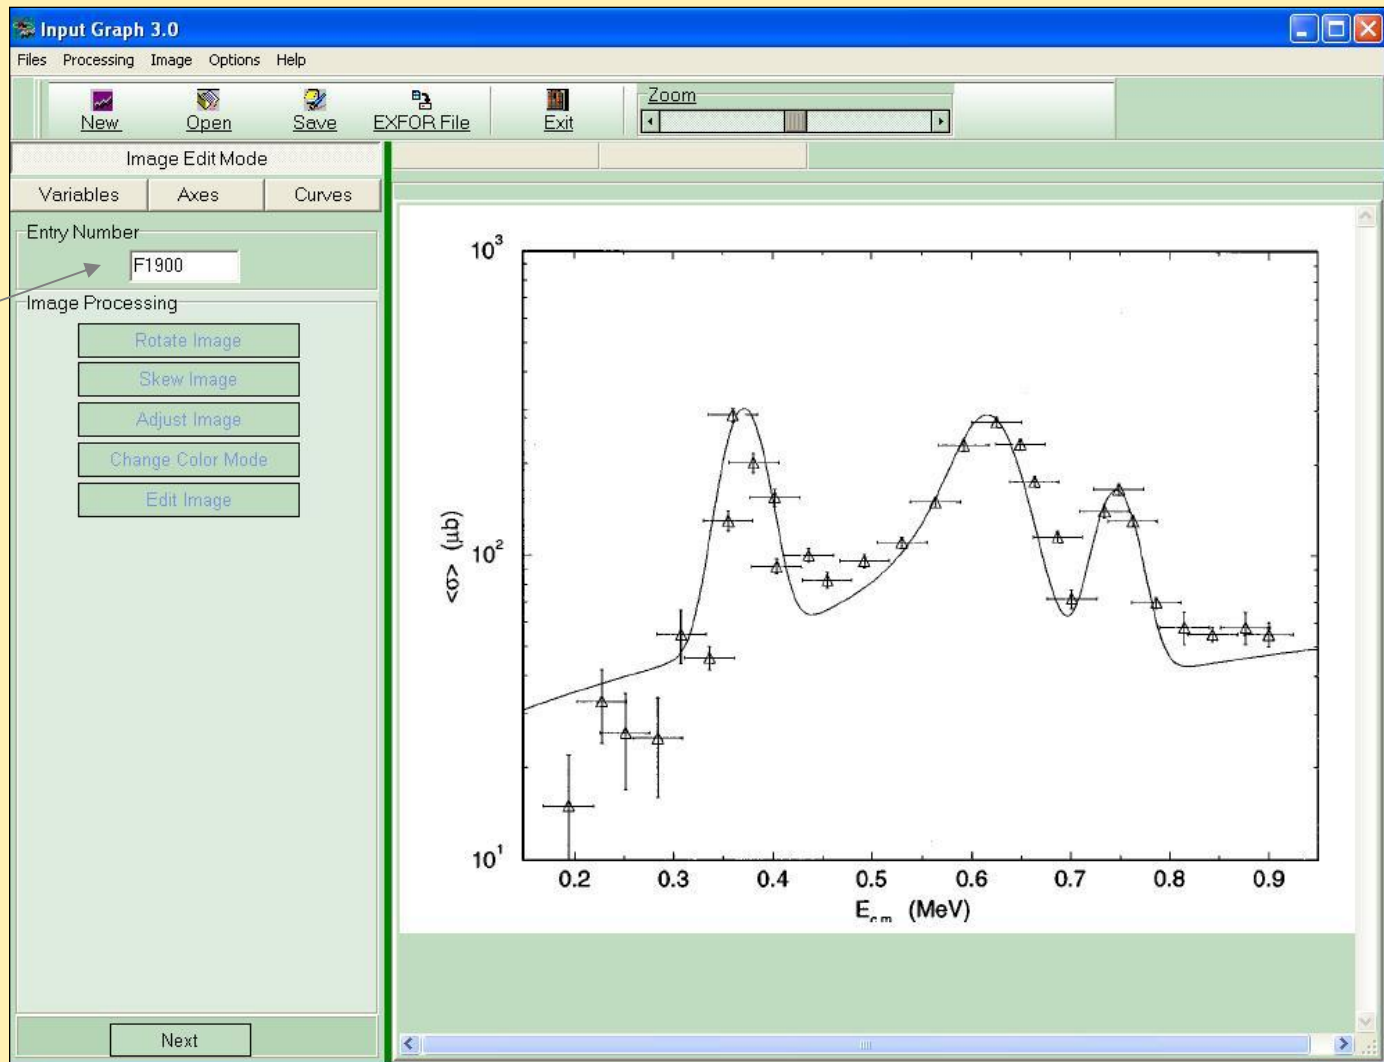 Input Graph 3.0
Files Processing Image Options Help
New Open Save EXFOR File Exit Zoom
Image Edit Mode
Variables Axes Curves
Entry Number
F1900
Image Processing
Rotate Image
Skew Image
Adjust Image
Change Color Mode
Edit Image
Next
10³
10²
10¹
<σ> (μb)
0.2 0.3 0.4 0.5 0.6 0.7 0.8 0.9
E_c.m. (MeV)